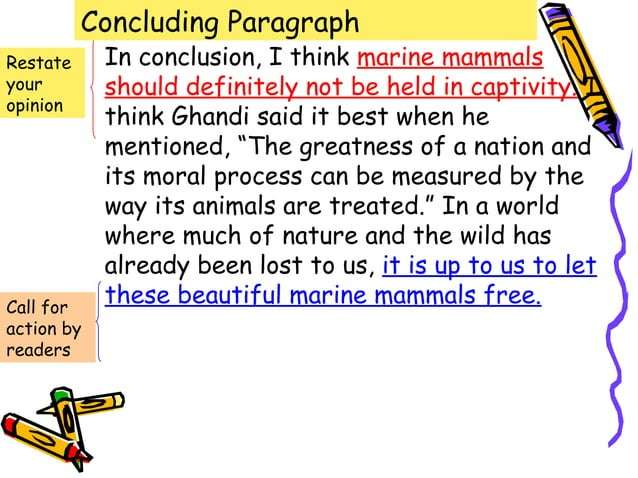 Concluding Paragraph
Restate
your
opinion
In conclusion, I think marine mammals
should definitely not be held in captivity.
think Ghandi said it best when he
mentioned, “The greatness of a nation and
its moral process can be measured by the
way its animals are treated.” In a world
where much of nature and the wild has
already been lost to us, it is up to us to let
these beautiful marine mammals free.
Call for
action by
readers